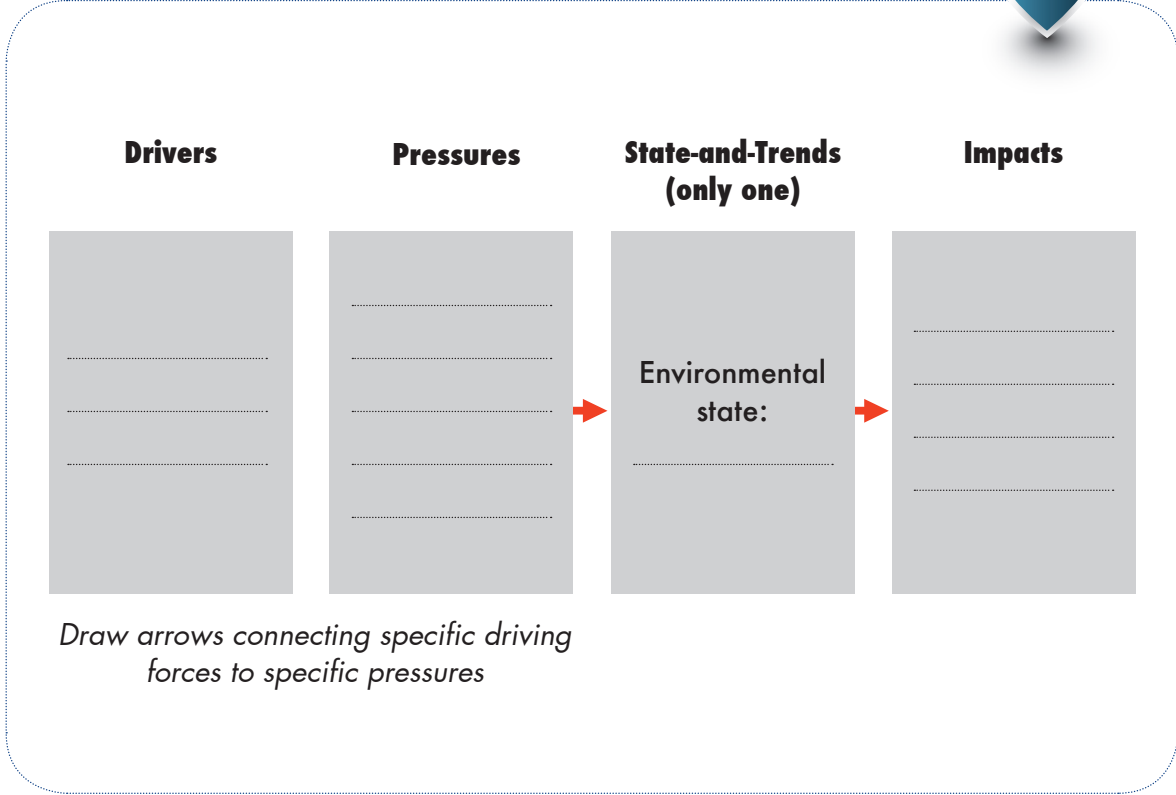 Drivers
Pressures
State-and-Trends
(only one)
Impacts
Environmental
state:
Draw arrows connecting specific driving
forces to specific pressures